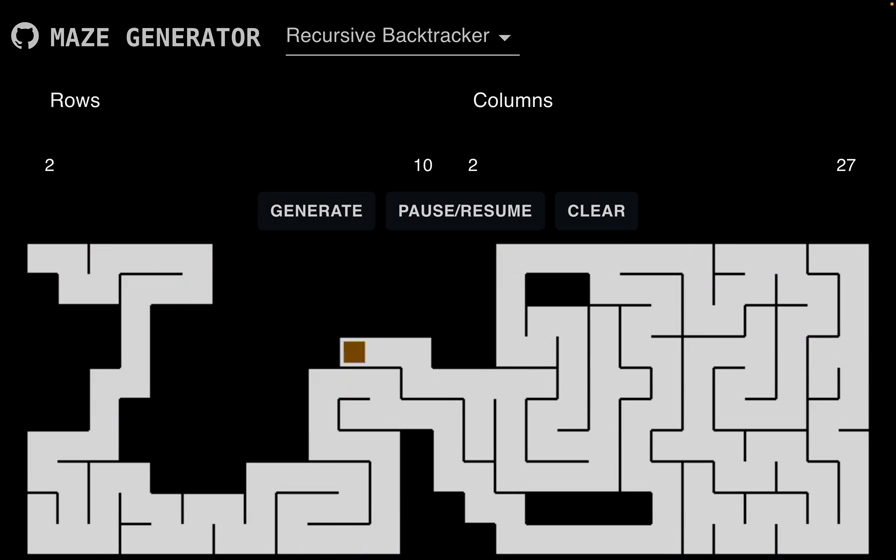 MAZE GENERATOR Recursive Backtracker
Rows Columns
2 10 2 27
GENERATE PAUSE/RESUME CLEAR